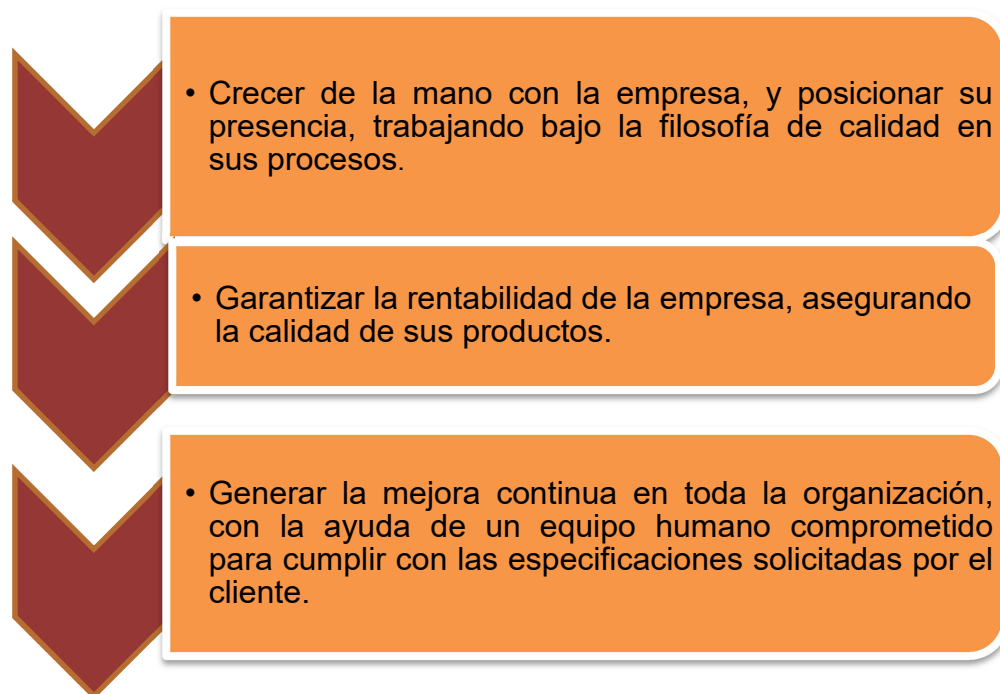 • Crecer de la mano con la empresa, y posicionar su
presencia, trabajando bajo la filosofía de calidad en
sus procesos.
• Garantizar la rentabilidad de la empresa, asegurando
la calidad de sus productos.
• Generar la mejora continua en toda la organización,
con la ayuda de un equipo humano comprometido
para cumplir con las especificaciones solicitadas por el
cliente.